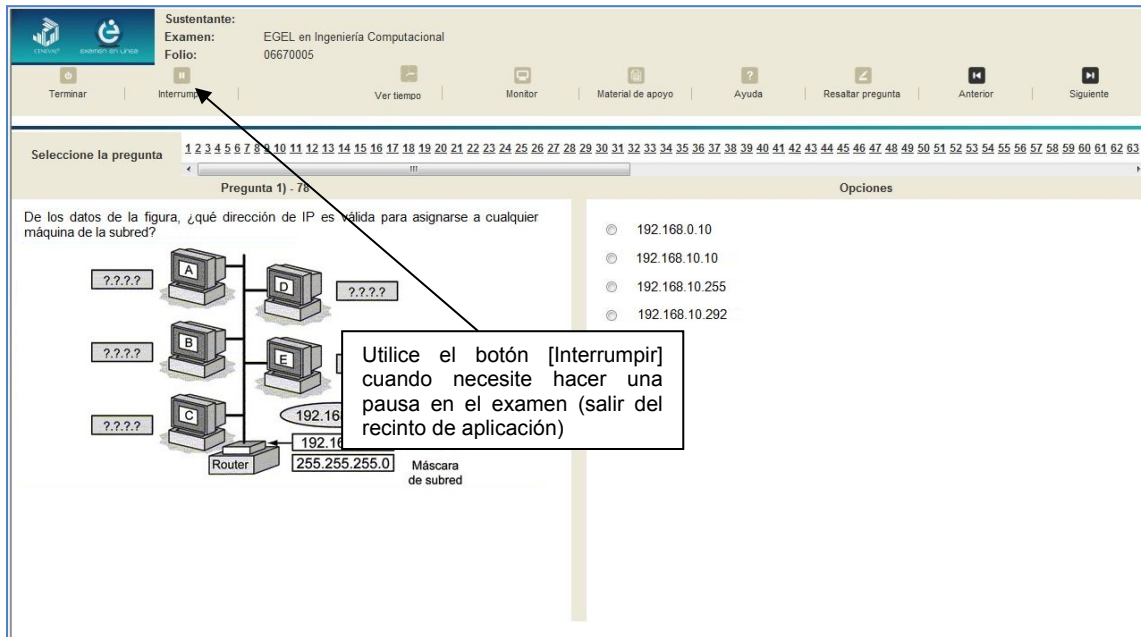 Sustentante:
Examen: EGEL en Ingeniería Computacional
Folio: 06670005
CENEVAL
EXAMEN EN LÍNEA
Terminar
Ver tiempo
Monitor
Material de apoyo
Ayuda
Resaltar pregunta
Anterior
Siguiente
Seleccione la pregunta
1 2 3 4 5 6 7 8 9 10 11 12 13 14 15 16 17 18 19 20 21 22 23 24 25 26 27 28 29 30 31 32 33 34 35 36 37 38 39 40 41 42 43 44 45 46 47 48 49 50 51 52 53 54 55 56 57 58 59 60 61 62 63
Pregunta 1) - 78
Opciones
De los datos de la figura, ¿qué dirección de IP es válida para asignarse a cualquier
máquina de la subred?
A
?.?.?.?
D
?.?.?.?
B
?.?.?.?
E
C
?.?.?.?
Router
255.255.255.0
Máscara
de subred
192.168.0.10
192.168.10.10
192.168.10.255
192.168.10.292
Utilice el botón [Interrumpir]
cuando necesite hacer una
pausa en el examen (salir del
recinto de aplicación)